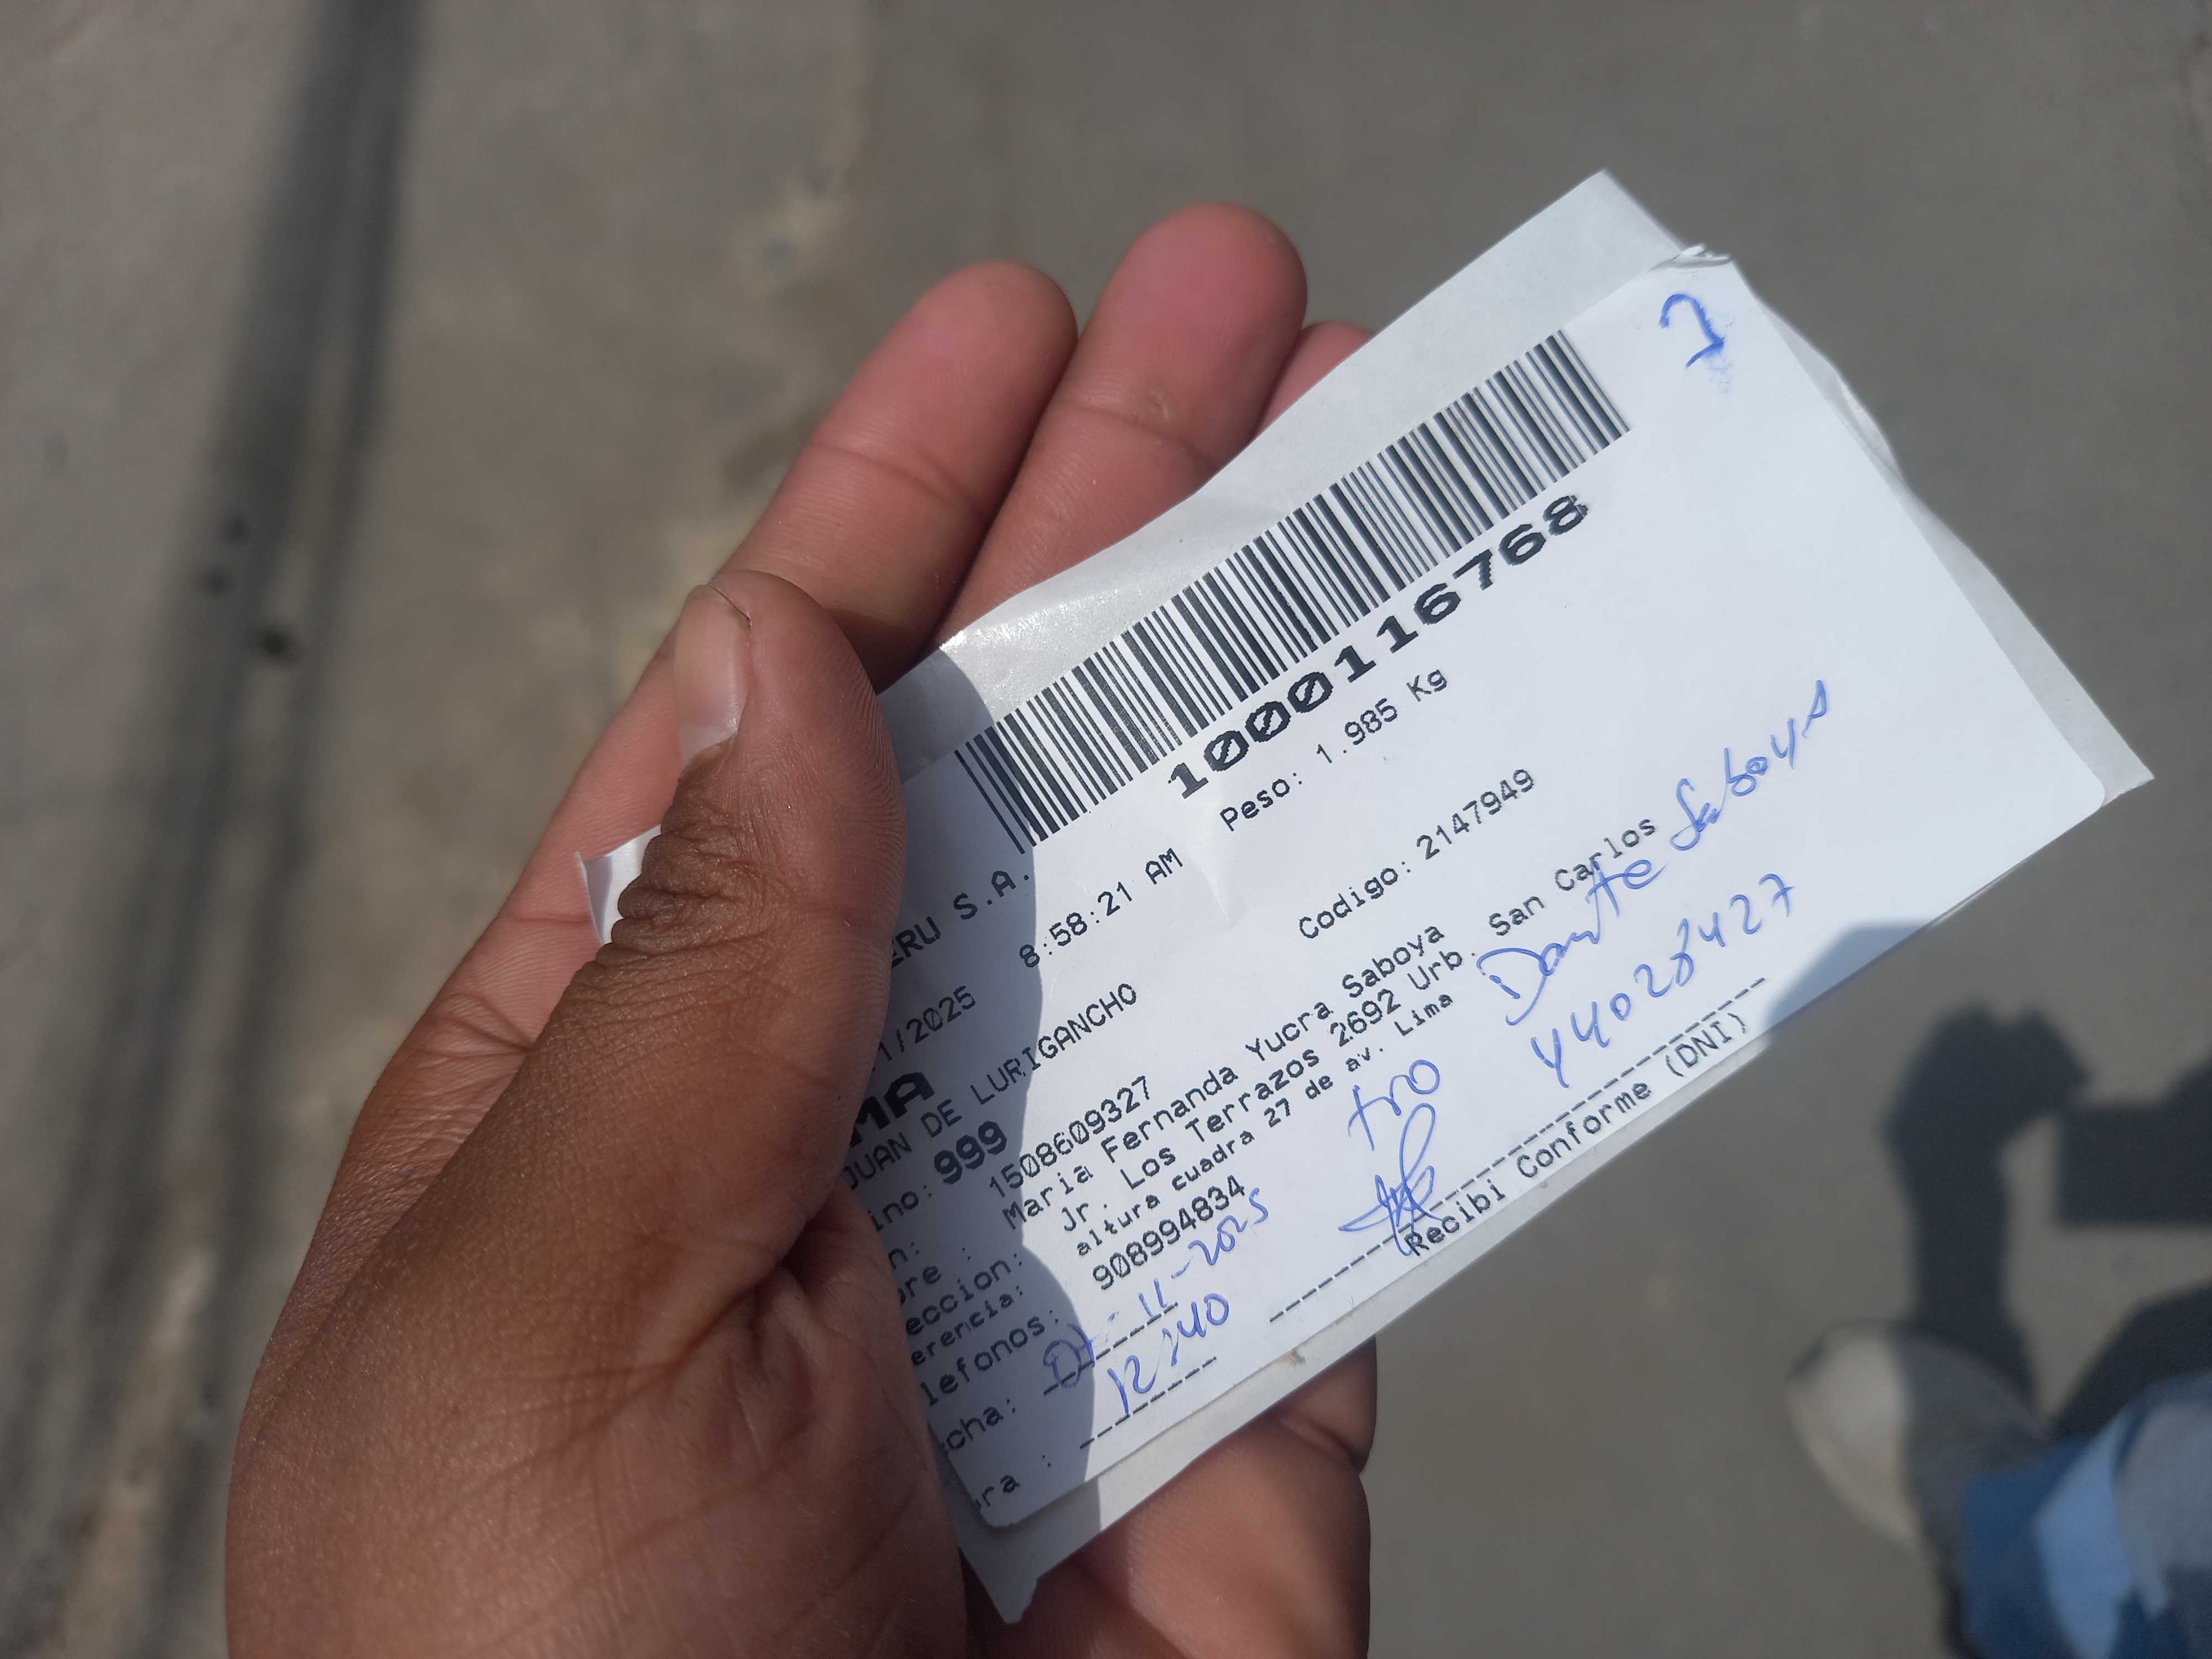 1
1000116768
Peso: 1.985 Kg
ERU S.A.
1/2025 8:58:21 AM
Codigo: 2147949
MA
JUAN DE LURIGANCHO
ino: 999
n: 1508609327
bre : Maria Fernanda Yucra Saboya
eccion: Jr. Los Terrazos 2692 Urb. San Carlos
erencia: altura cuadra 27 de av. Lima
lefonos: 908994834
Dante Saboya
44028427
echa: -11-2025
ora : 12:40
Recibi Conforme (DNI)